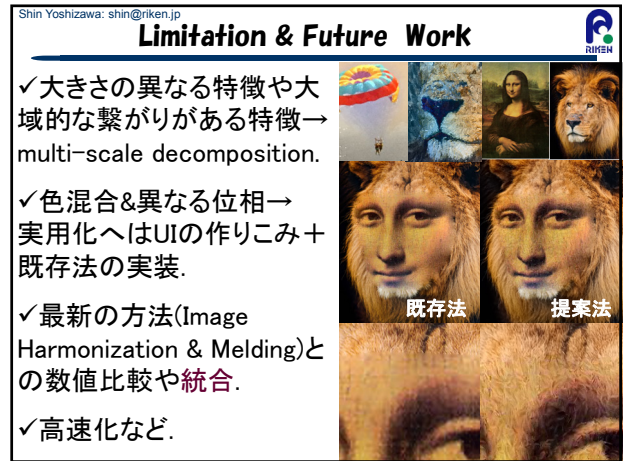 Shin Yoshizawa: shin@riken.jp
Limitation & Future Work
RIKEN
✓大きさの異なる特徴や大
域的な繋がりがある特徴→
multi-scale decomposition.
✓色混合&異なる位相→
実用化へはUIの作りこみ＋
既存法の実装.
✓最新の方法(Image
Harmonization & Melding)と
の数値比較や統合.
✓高速化など.
既存法
提案法